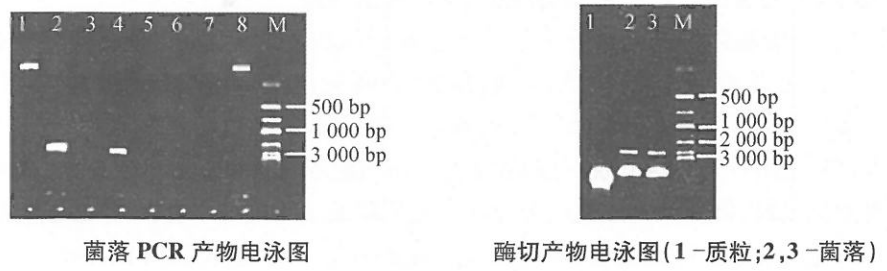 1 2 3 4 5 6 7 8 M
500 bp
1 000 bp
3 000 bp
菌落 PCR 产物电泳图
1 2 3 M
500 bp
1 000 bp
2 000 bp
3 000 bp
酶切产物电泳图(1-质粒;2,3-菌落)